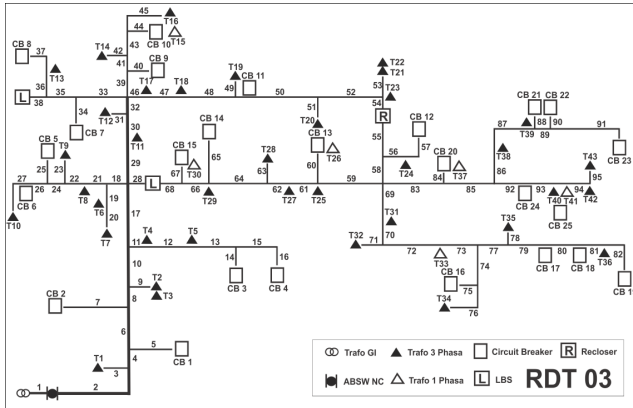 45
T16
44
CB 10
T15
43
CB 8
37
T14
42
41
40
CB 9
T13
36
39
T17
T18
T19
CB 11
49
T22
T21
53
T23
L
38
35
33
46
47
48
50
52
54
R
34
CB 7
T12
31
32
30
T11
51
T20
CB 14
CB 13
55
CB 12
57
CB 21
CB 22
87
T39
88
89
90
91
CB 23
CB 5
T9
25
23
29
CB 15
67
T30
65
T28
63
60
T26
56
T24
58
CB 20
84
T37
T38
86
T43
95
27
26
24
22
21
18
28
L
68
66
64
62
61
59
83
85
92
93
94
CB 6
T10
T8
19
T6
20
T7
T29
T27
T25
69
CB 24
T40
T41
T42
CB 25
17
T31
70
T35
78
T4
T5
11
12
13
15
T32
71
72
T33
73
77
79
80
81
T36
82
10
14
CB 3
16
CB 4
74
CB 16
75
CB 17
CB 18
CB 19
9
T2
T3
CB 2
7
8
T34
76
6
5
CB 1
4
T1
3
1
2
Trafo GI
Trafo 3 Phasa
Circuit Breaker
R Recloser
ABSW NC
Trafo 1 Phasa
L LBS
RDT 03